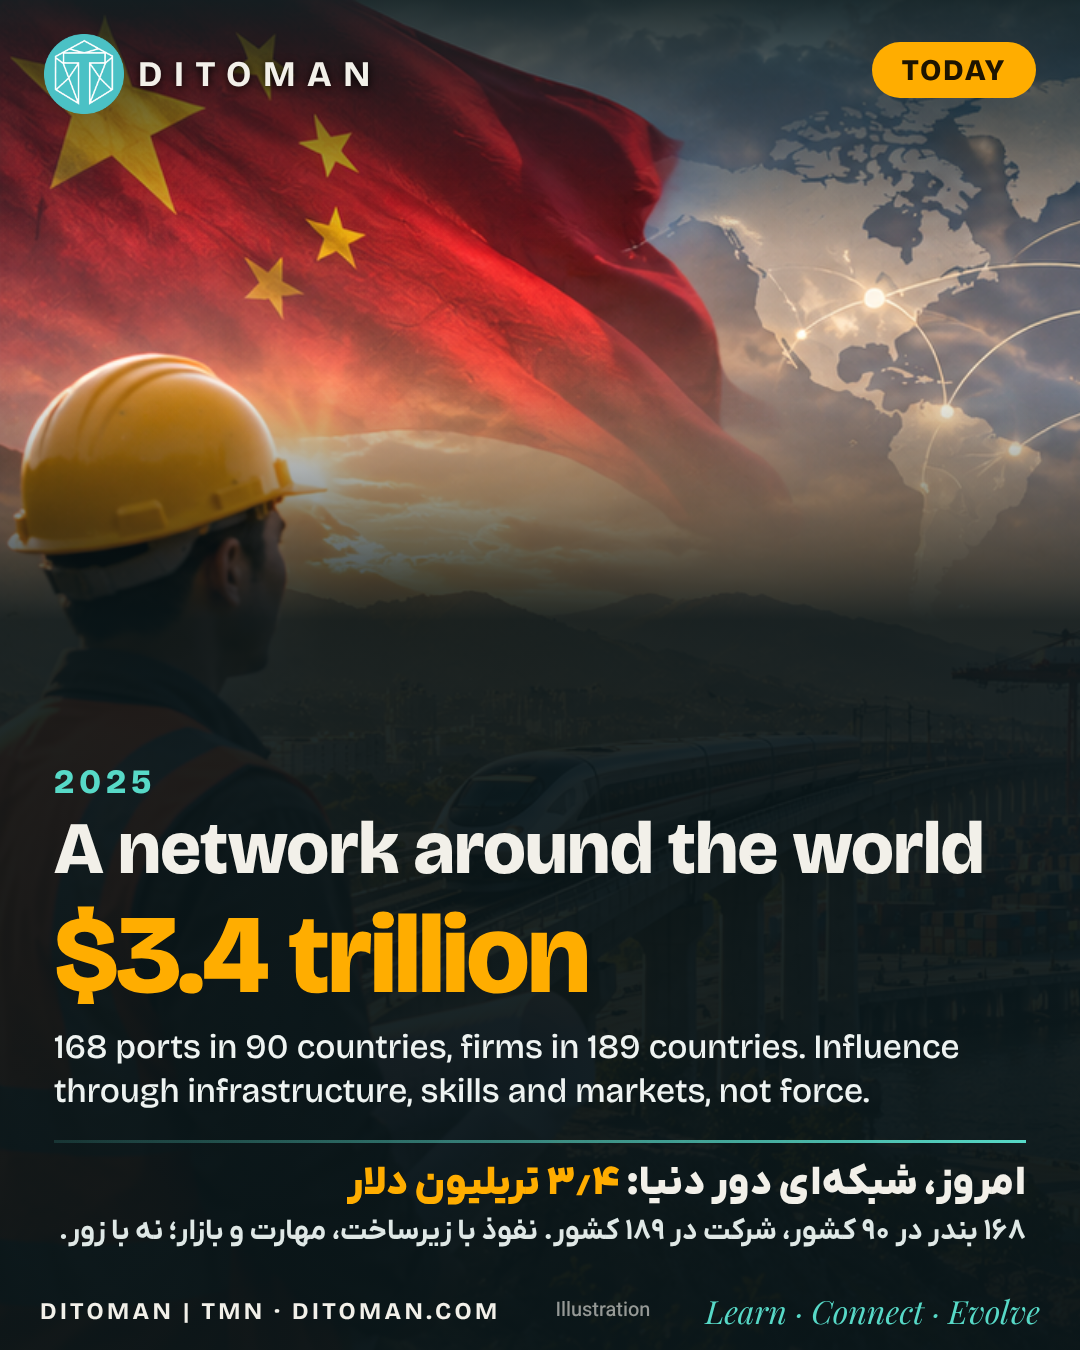 DITOMAN
TODAY
2025
A network around the world
$3.4 trillion
168 ports in 90 countries, firms in 189 countries. Influence
through infrastructure, skills and markets, not force.
امروز، شبکه‌ای دور دنیا: ۳٫۴ تریلیون دلار
۱۶۸ بندر در ۹۰ کشور، شرکت در ۱۸۹ کشور. نفوذ با زیرساخت، مهارت و بازار؛ نه با زور.
DITOMAN | TMN · DITOMAN.COM
Illustration
Learn · Connect · Evolve